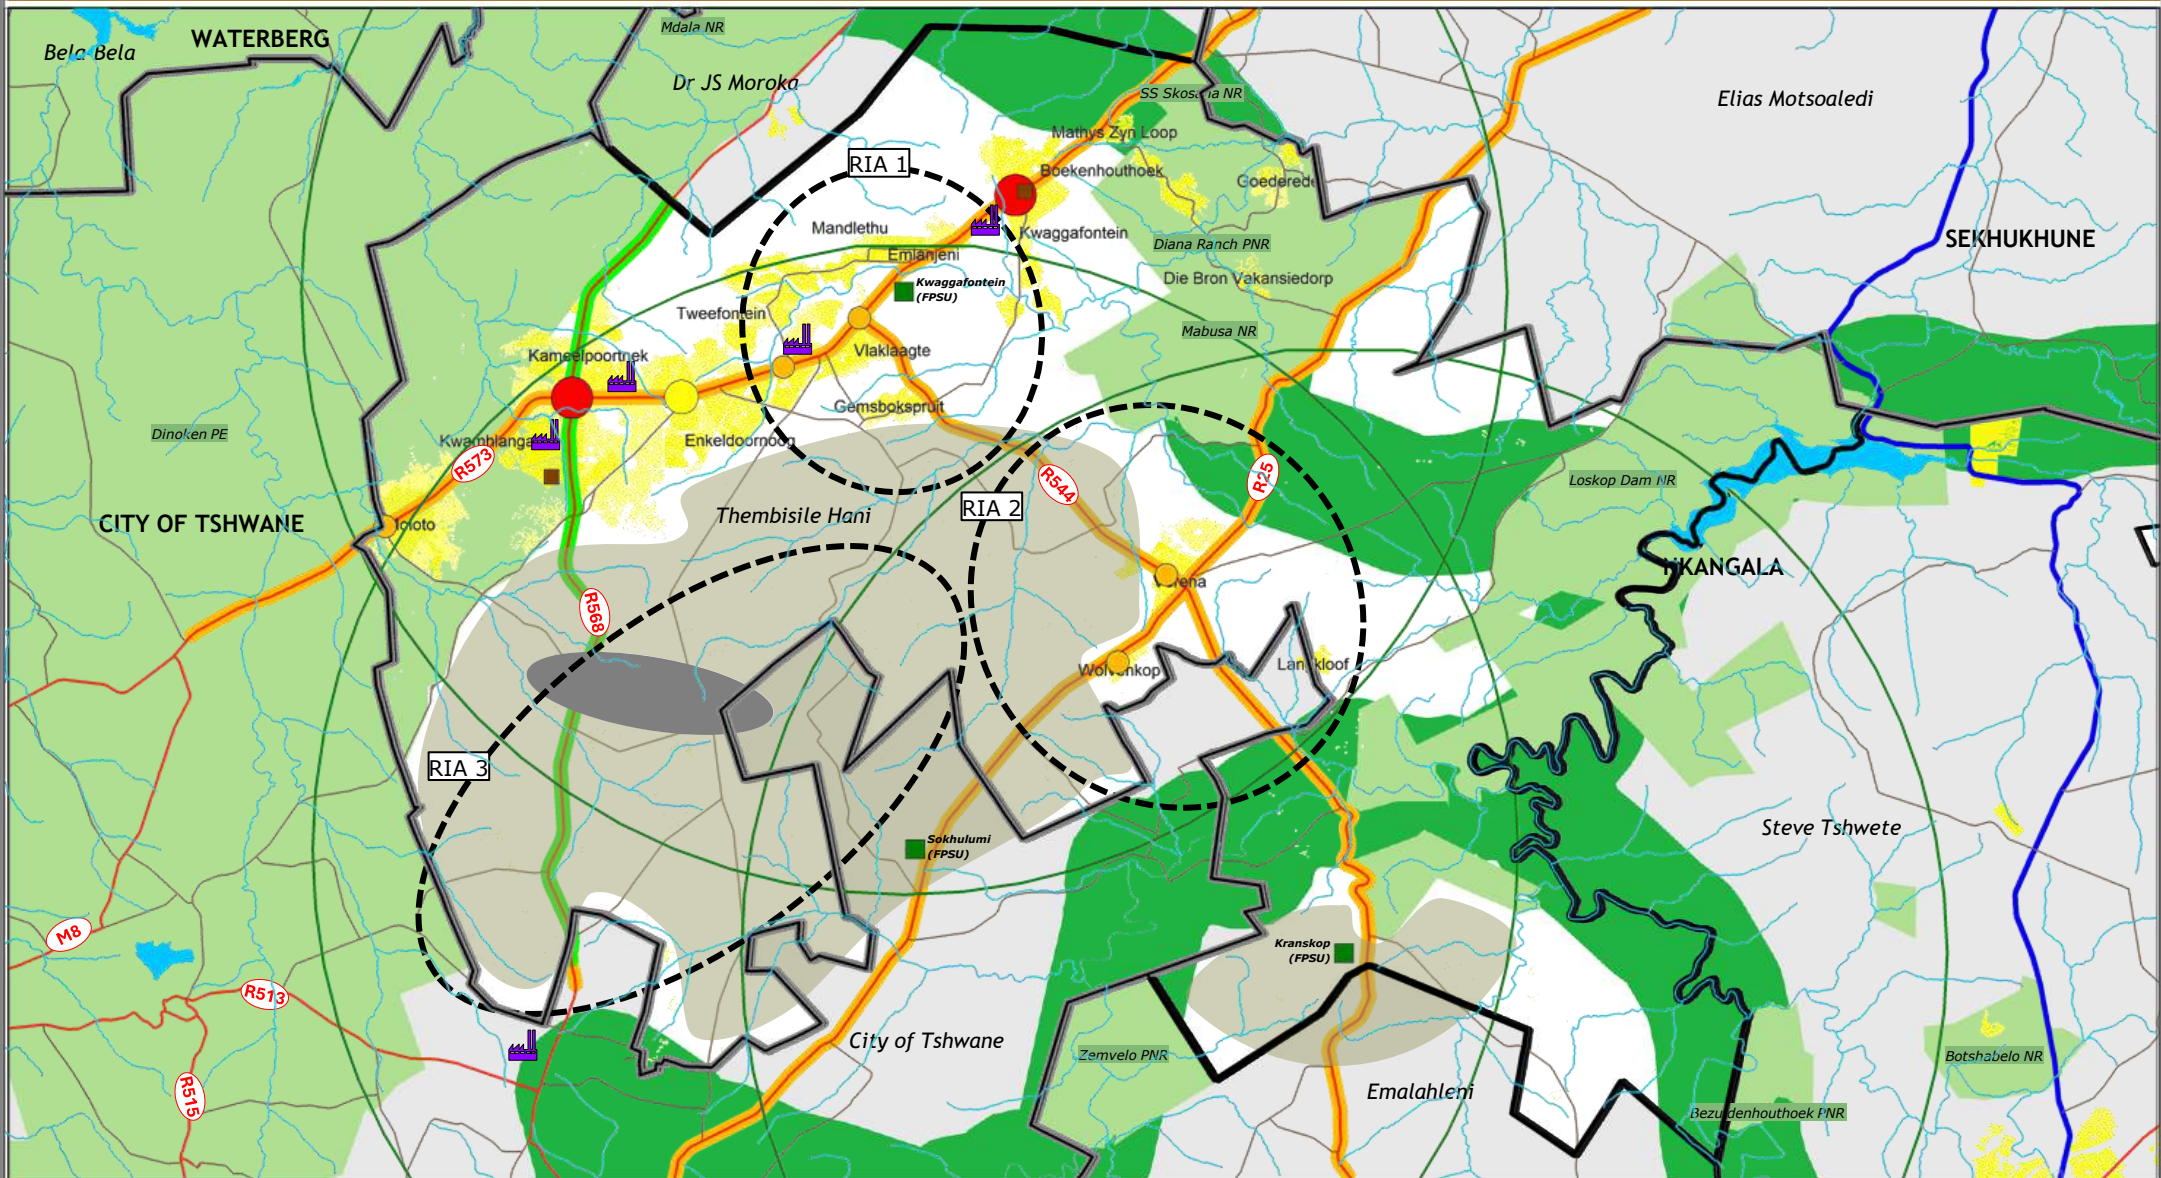 Mdala NR
WATERBERG
Bela-Bela
Dr JS Moroka
SS Skosana NR
Elias Motsoaledi
Mathys Zyn Loop
RIA 1
Boekenhouthoek
Goederede
Mandlethu
Kwaggafontein
Diana Ranch PNR
SEKHUKHUNE
Emlanjeni
Die Bron Vakansiedorp
Kwaggafontein
(FPSU)
Tweefontein
Mabusa NR
Kameelpoortnek
Vlaklaagte
Gemsbokspruit
Dinoken PE
Kwamhlanga
Enkeldoornoog
R573
R544
R25
Loskop Dam NR
RIA 2
Thembisile Hani
CITY OF TSHWANE
NKANGALA
Verena
R568
Wolvenkop
Langkloof
RIA 3
Steve Tshwete
Sokhulumi
(FPSU)
M8
Kranskop
(FPSU)
R513
City of Tshwane
Zemvelo PNR
Botshabelo NR
R515
Emalahleni
Bezuidenhouthoek PNR